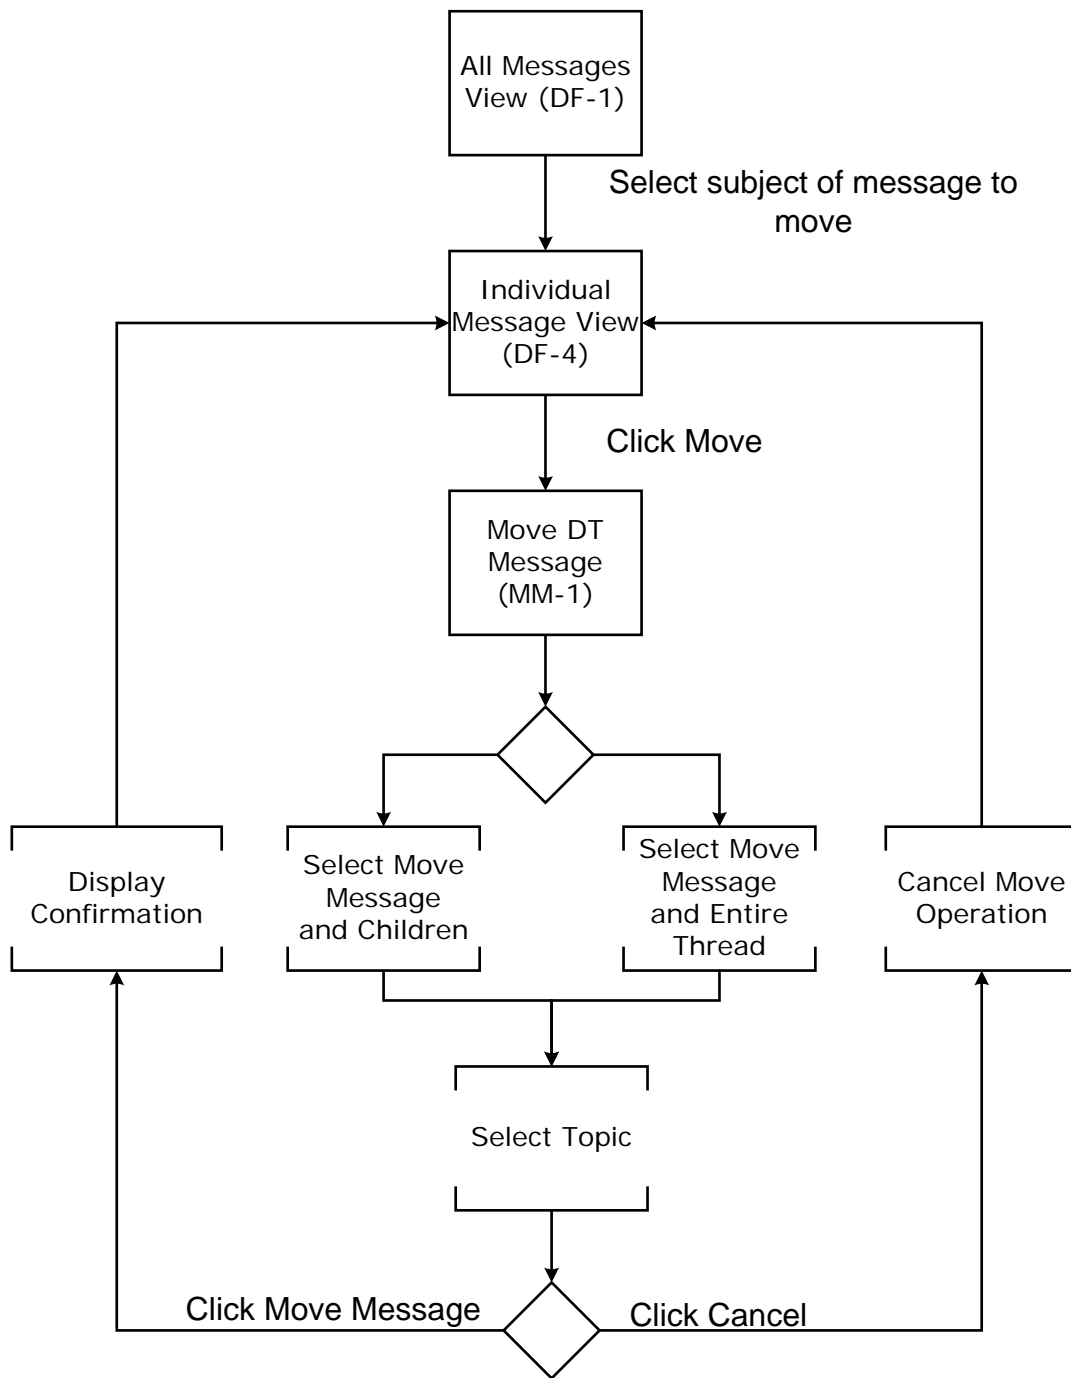 All Messages
View (DF-1)
Select subject of message to
move
Individual
Message View
(DF-4)
Click Move
Move DT
Message
(MM-1)
Display
Confirmation
Select Move
Message
and Children
Select Move
Message
and Entire
Thread
Cancel Move
Operation
Select Topic
Click Move Message
Click Cancel